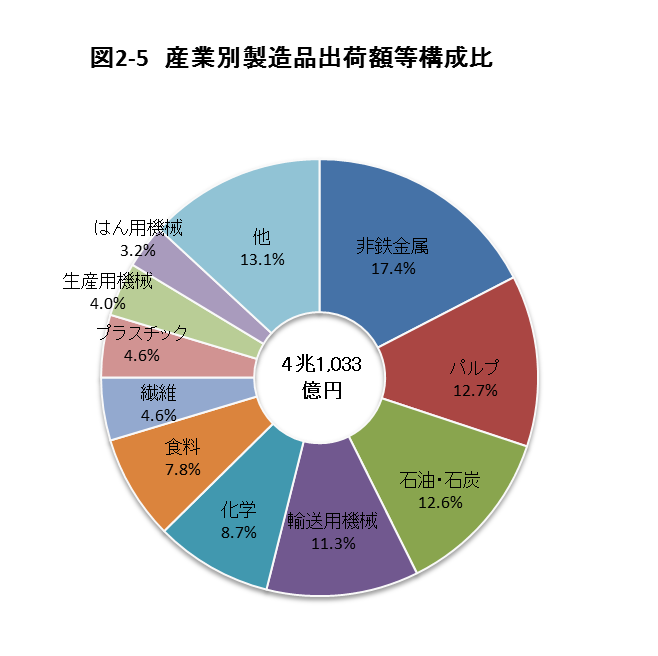 図2-5 産業別製造品出荷額等構成比
非鉄金属
17.4%
パルプ
12.7%
石油・石炭
12.6%
輸送用機械
11.3%
化学
8.7%
食料
7.8%
繊維
4.6%
プラスチック
4.6%
生産用機械
4.0%
はん用機械
3.2%
他
13.1%
４兆1,033
億円